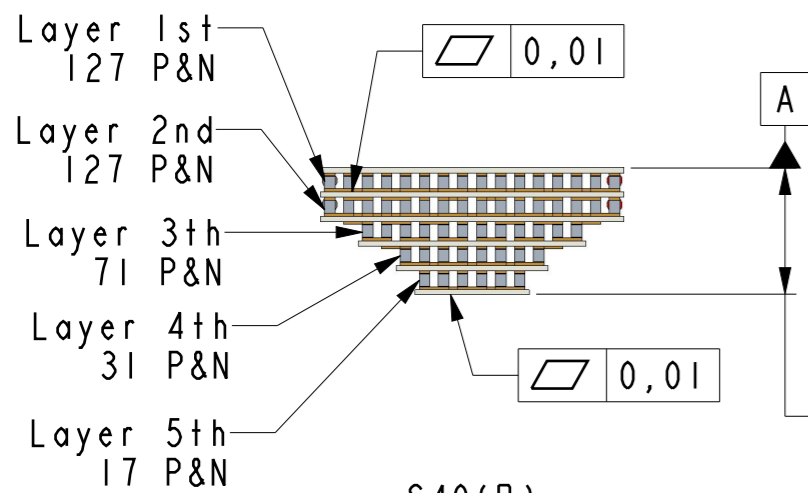 Layer 1st
127 P&N
0,01
A
Layer 2nd
127 P&N
Layer 3th
71 P&N
Layer 4th
31 P&N
0,01
Layer 5th
17 P&N